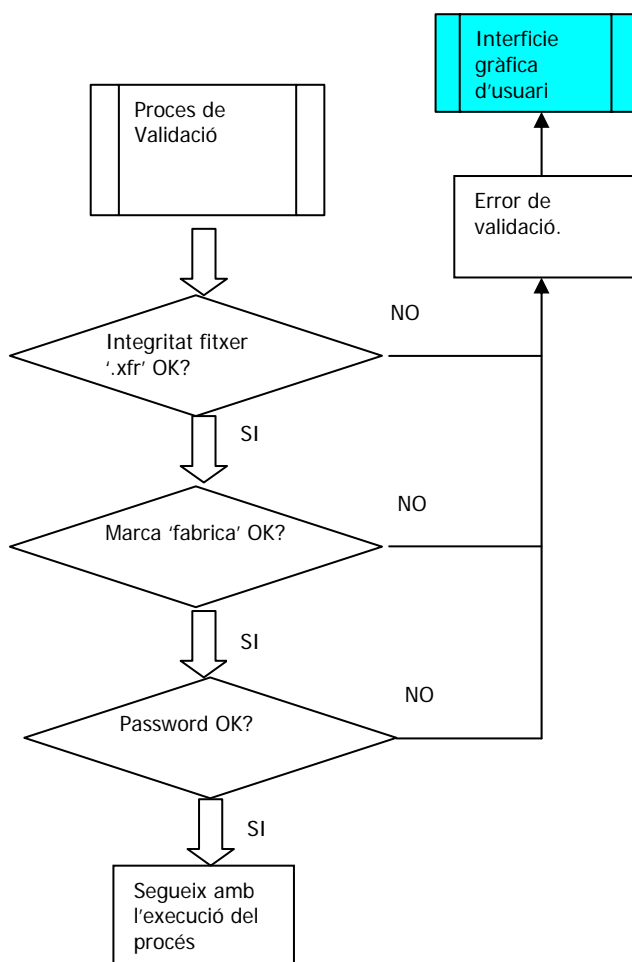 Interfície
gràfica
d'usuari
Proces de
Validació
Error de
validació.
NO
Integritat fitxer
‘.xfr’ OK?
SI
NO
Marca ‘fabrica’ OK?
SI
NO
Password OK?
SI
Segueix amb
l'execució del
procés